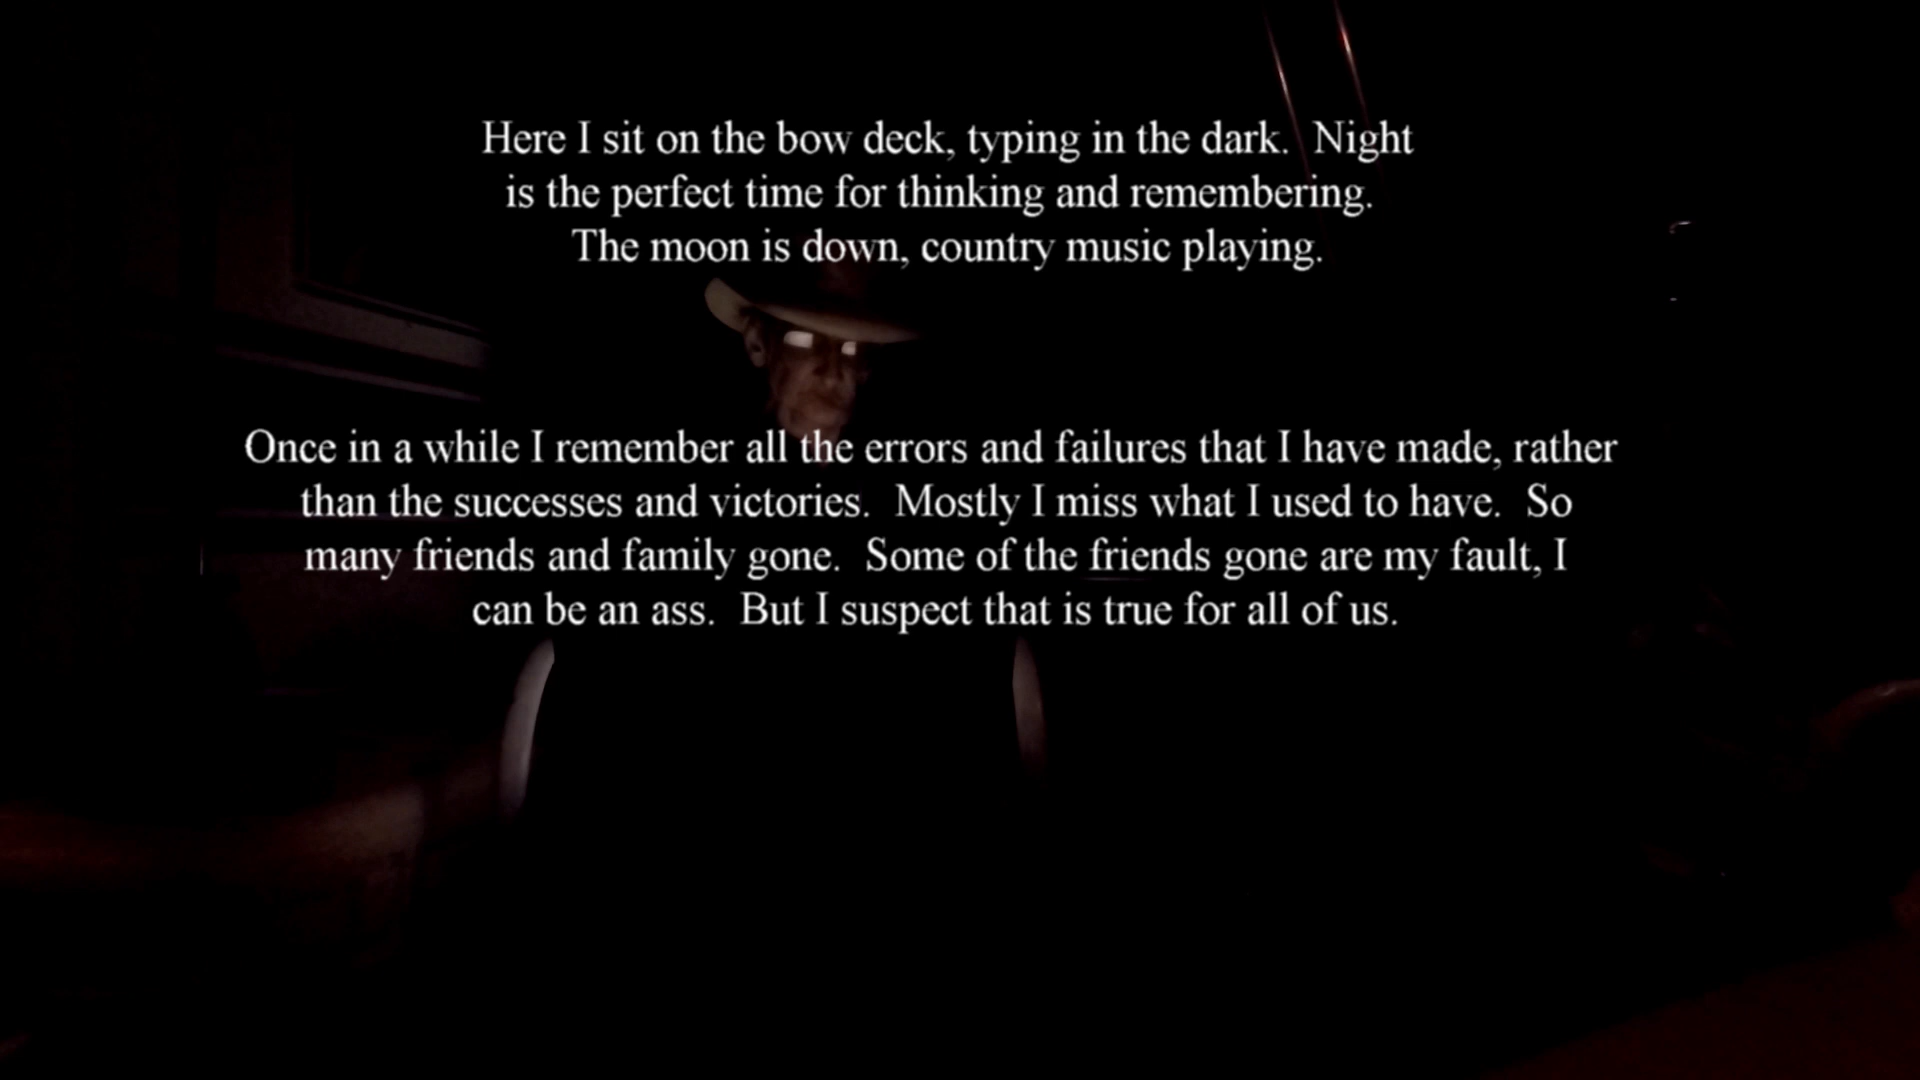 Here I sit on the bow deck, typing in the dark.  Night
is the perfect time for thinking and remembering.
The moon is down, country music playing.
Once in a while I remember all the errors and failures that I have made, rather
than the successes and victories.  Mostly I miss what I used to have.  So
many friends and family gone.  Some of the friends gone are my fault, I
can be an ass.  But I suspect that is true for all of us.